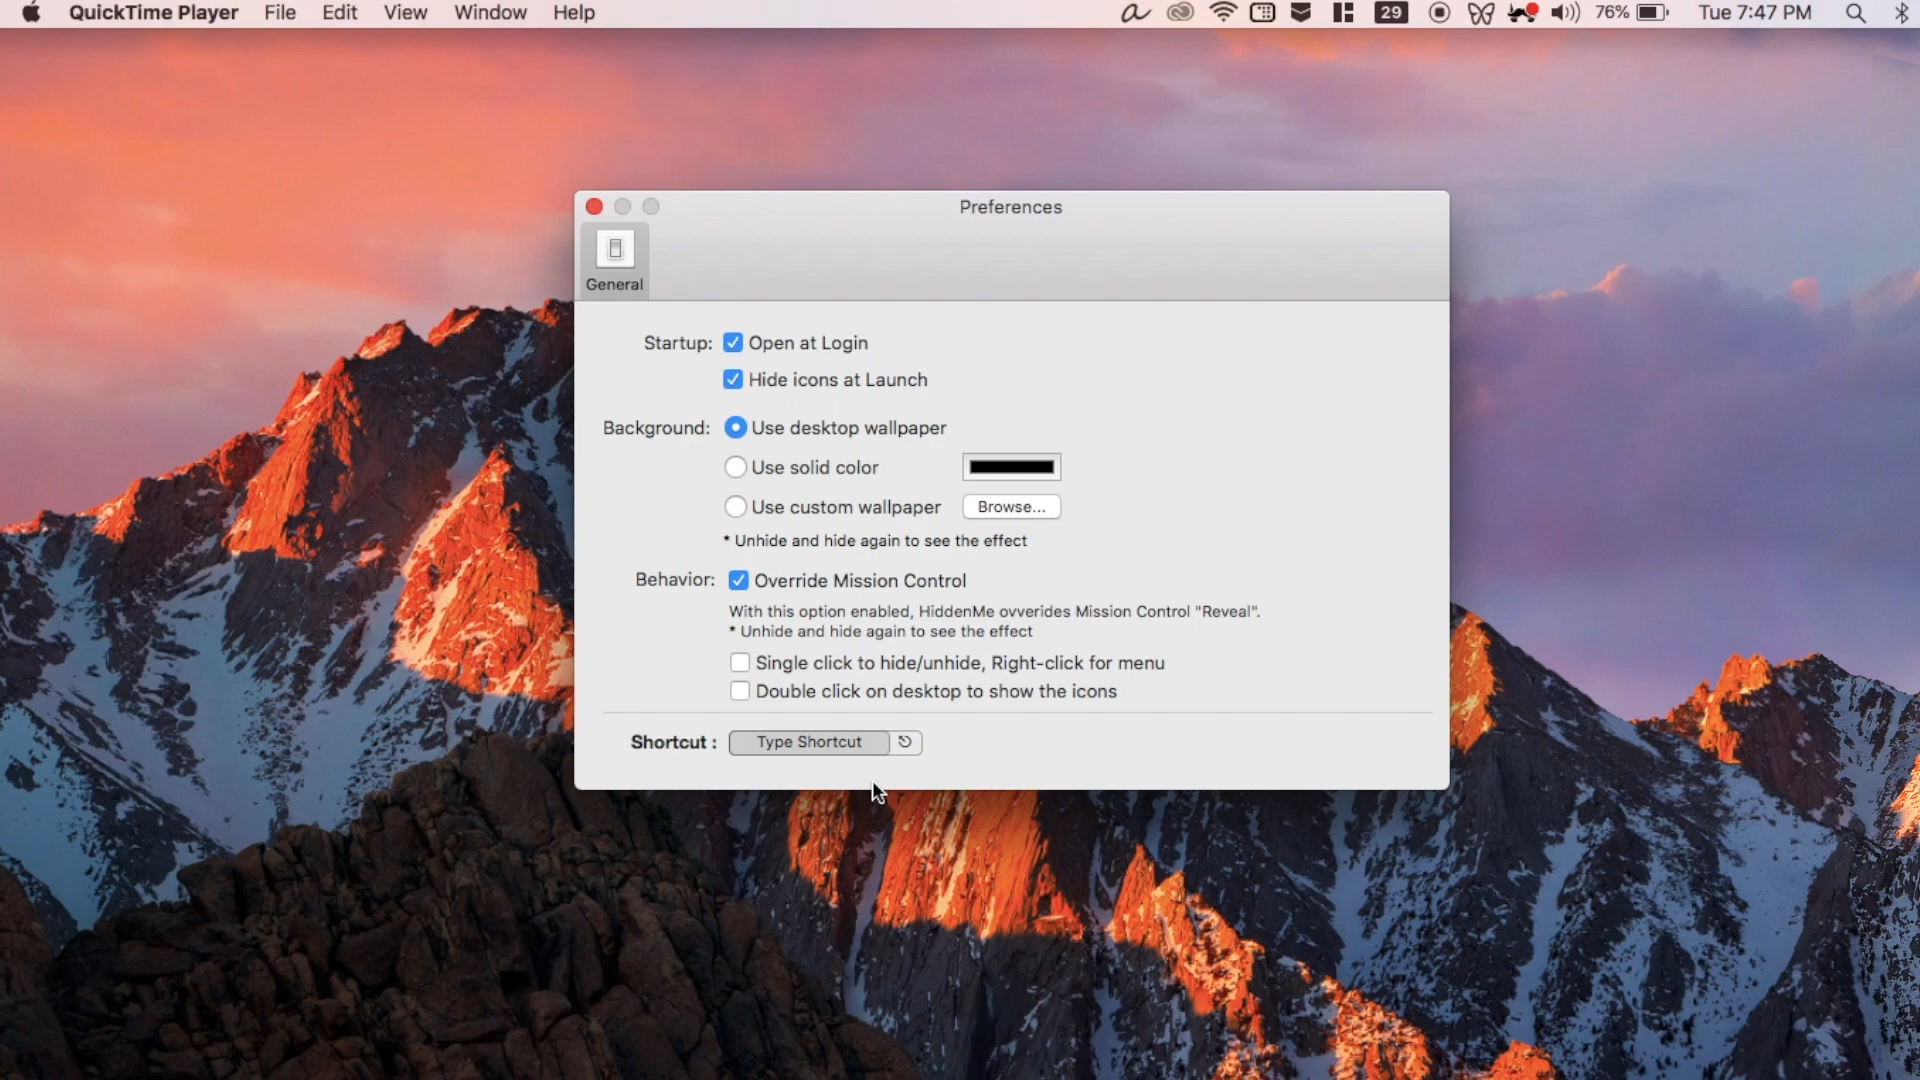 QuickTime Player File Edit View Window Help 29 76% Tue 7:47 PM
Preferences
General
Startup: Open at Login
Hide icons at Launch
Background: Use desktop wallpaper
Use solid color
Use custom wallpaper Browse...
* Unhide and hide again to see the effect
Behavior: Override Mission Control
With this option enabled, HiddenMe ovverides Mission Control "Reveal".
* Unhide and hide again to see the effect
Single click to hide/unhide, Right-click for menu
Double click on desktop to show the icons
Shortcut : Type Shortcut